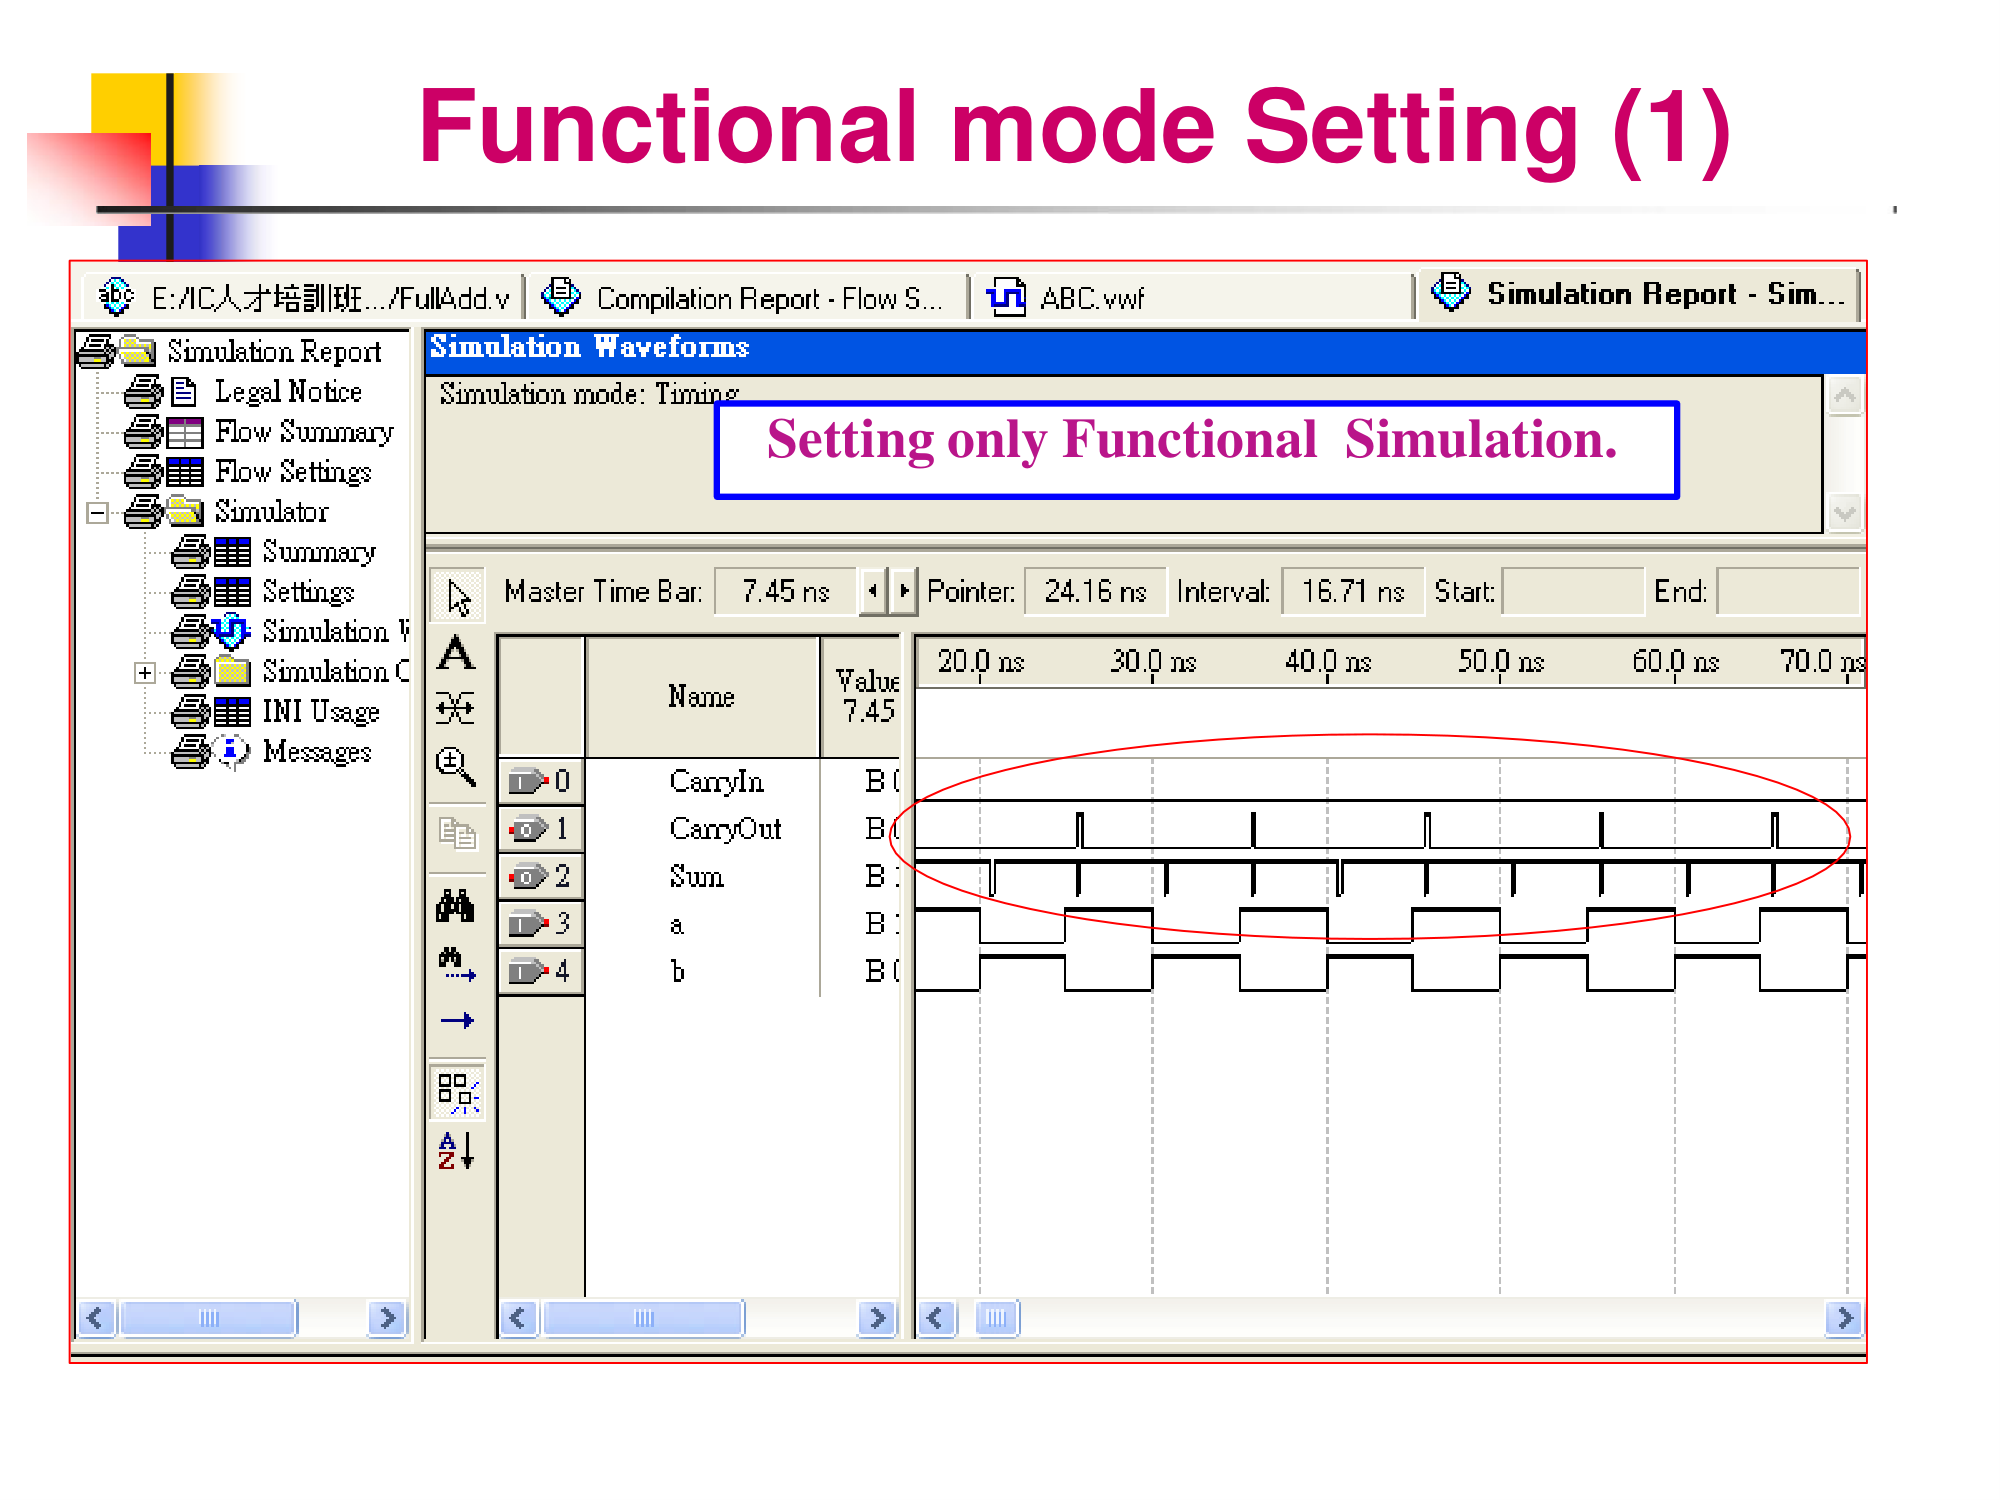 Functional mode Setting (1)
E:/IC人才培訓班.../FullAdd.v
Compilation Report - Flow S...
ABC.vwf
Simulation Report - Sim...
Simulation Report
Legal Notice
Flow Summary
Flow Settings
Simulator
Summary
Settings
Simulation
Simulation
INI Usage
Messages
Simulation Waveforms
Simulation mode: Timing
Setting only Functional Simulation.
Master Time Bar: 7.45 ns Pointer: 24.16 ns Interval: 16.71 ns Start: End:
Name
Value
7.45
20.0 ns 30.0 ns 40.0 ns 50.0 ns 60.0 ns 70.0 ns
0 CarryIn B
1 CarryOut B
2 Sum B
3 a B
4 b B